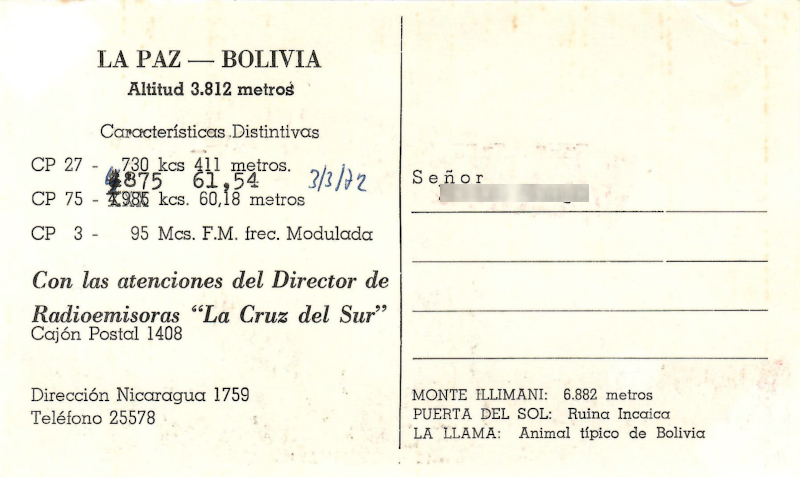 LA PAZ — BOLIVIA
Altitud 3.812 metros
Características Distintivas
CP 27 - 730 kcs 411 metros.
4875 61,54
3/3/72
CP 75 - 4.985 kcs. 60,18 metros
CP 3 - 95 Mcs. F.M. frec. Modulada
Con las atenciones del Director de
Radioemisoras “La Cruz del Sur”
Cajón Postal 1408
Dirección Nicaragua 1759
Teléfono 25578
Señor
MONTE ILLIMANI: 6.882 metros
PUERTA DEL SOL: Ruina Incaica
LA LLAMA: Animal típico de Bolivia